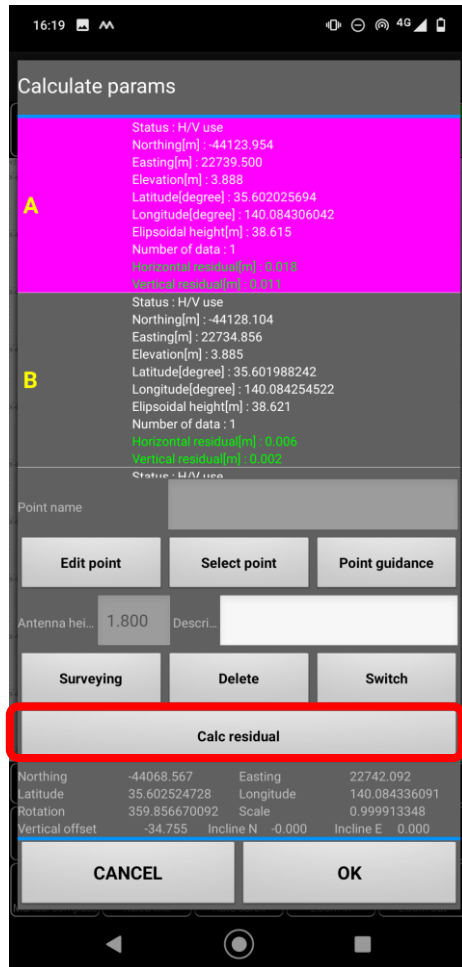 16:19 4G
Calculate params
Status : H/V use
Northing[m] : -44123.954
Easting[m] : 22739.500
Elevation[m] : 3.888
A Latitude[degree] : 35.602025694
Longitude[degree] : 140.084306042
Elipsoidal height[m] : 38.615
Number of data : 1
Horizontal residual[m] : 0.018
Vertical residual[m] : 0.011
Status : H/V use
Northing[m] : -44128.104
Easting[m] : 22734.856
Elevation[m] : 3.885
B Latitude[degree] : 35.601988242
Longitude[degree] : 140.084254522
Elipsoidal height[m] : 38.621
Number of data : 1
Horizontal residual[m] : 0.006
Vertical residual[m] : 0.002
Status : H/V use
Point name
Edit point Select point Point guidance
Antenna hei... 1.800 Descri...
Surveying Delete Switch
Calc residual
Northing -44068.567 Easting 22742.092
Latitude 35.602524728 Longitude 140.084336091
Rotation 359.856670092 Scale 0.999913348
Vertical offset -34.755 Incline N -0.000 Incline E 0.000
CANCEL OK